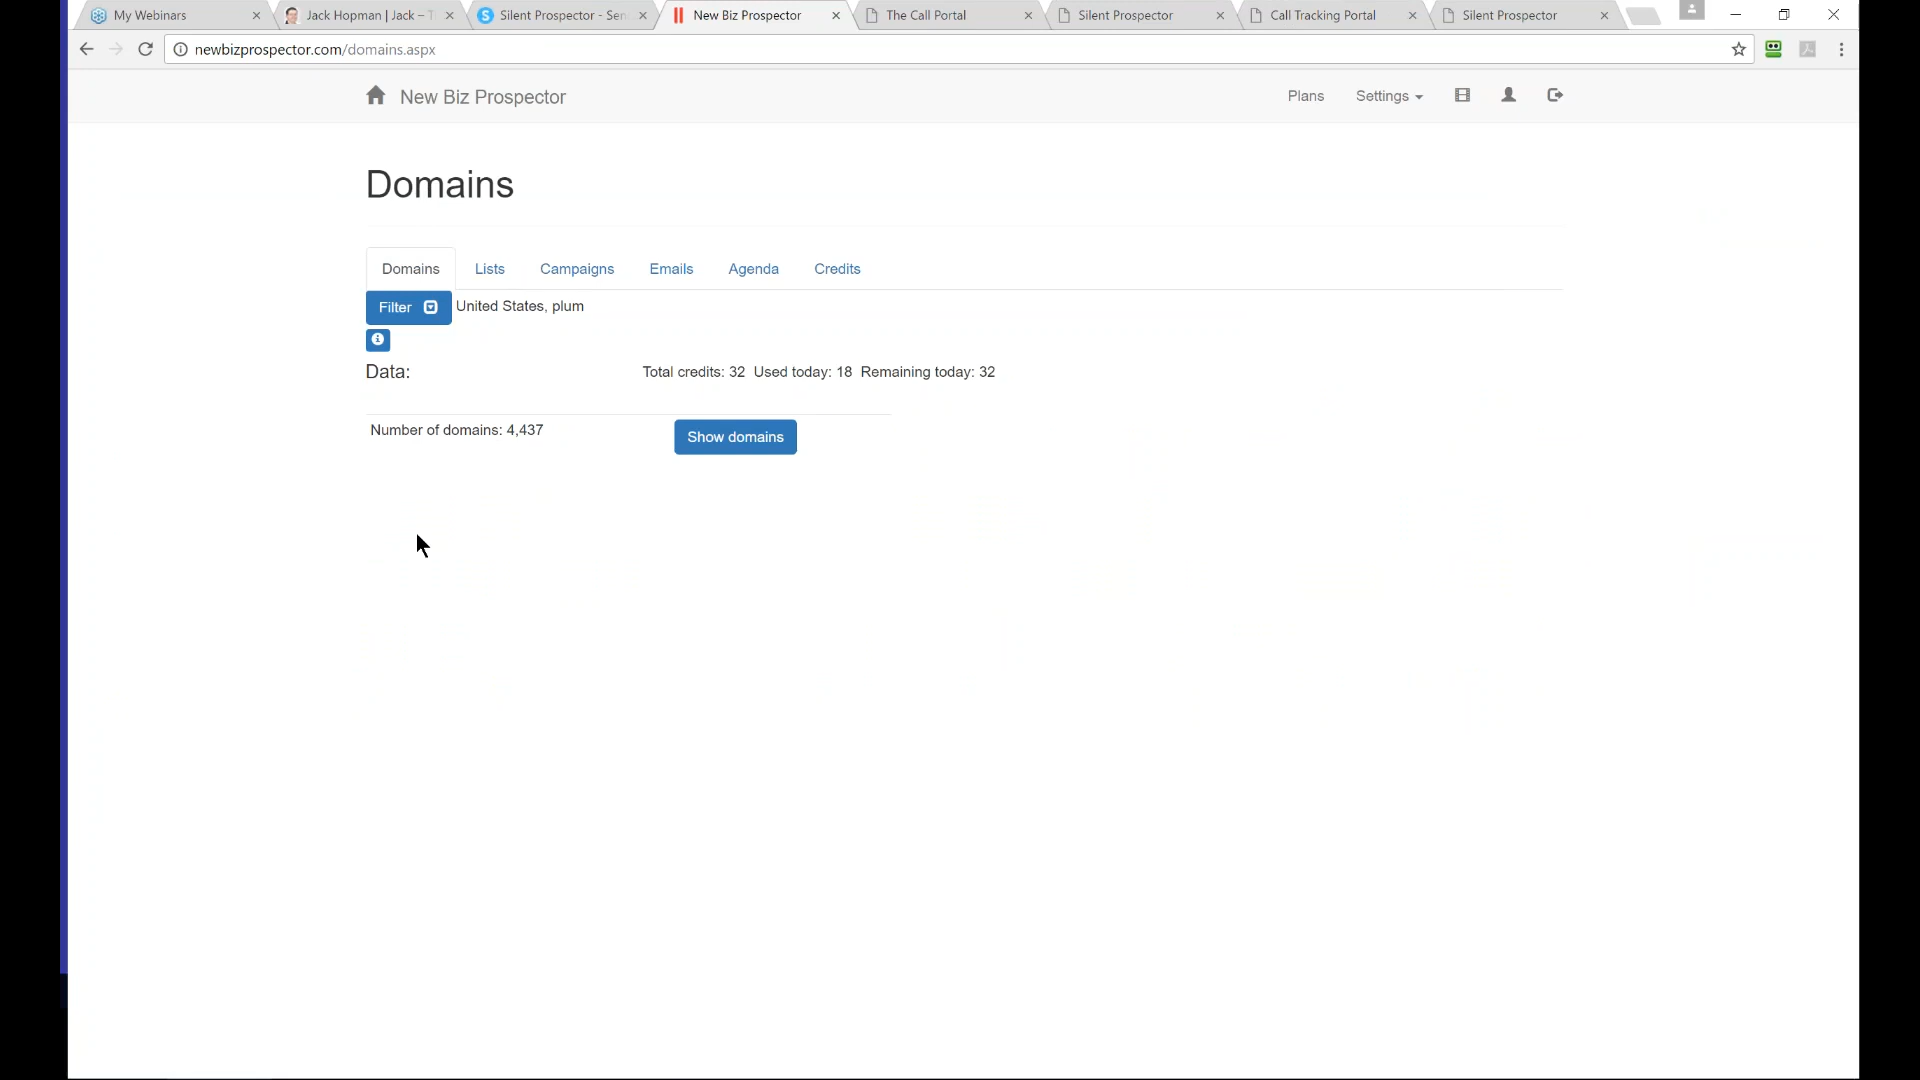 My Webinars
Jack Hopman | Jack – T
Silent Prospector - Sen
New Biz Prospector
The Call Portal
Silent Prospector
Call Tracking Portal
Silent Prospector
newbizprospector.com/domains.aspx
New Biz Prospector
Plans
Settings
Domains
Domains
Lists
Campaigns
Emails
Agenda
Credits
Filter
United States, plum
Data:
Total credits: 32 Used today: 18 Remaining today: 32
Number of domains: 4,437
Show domains